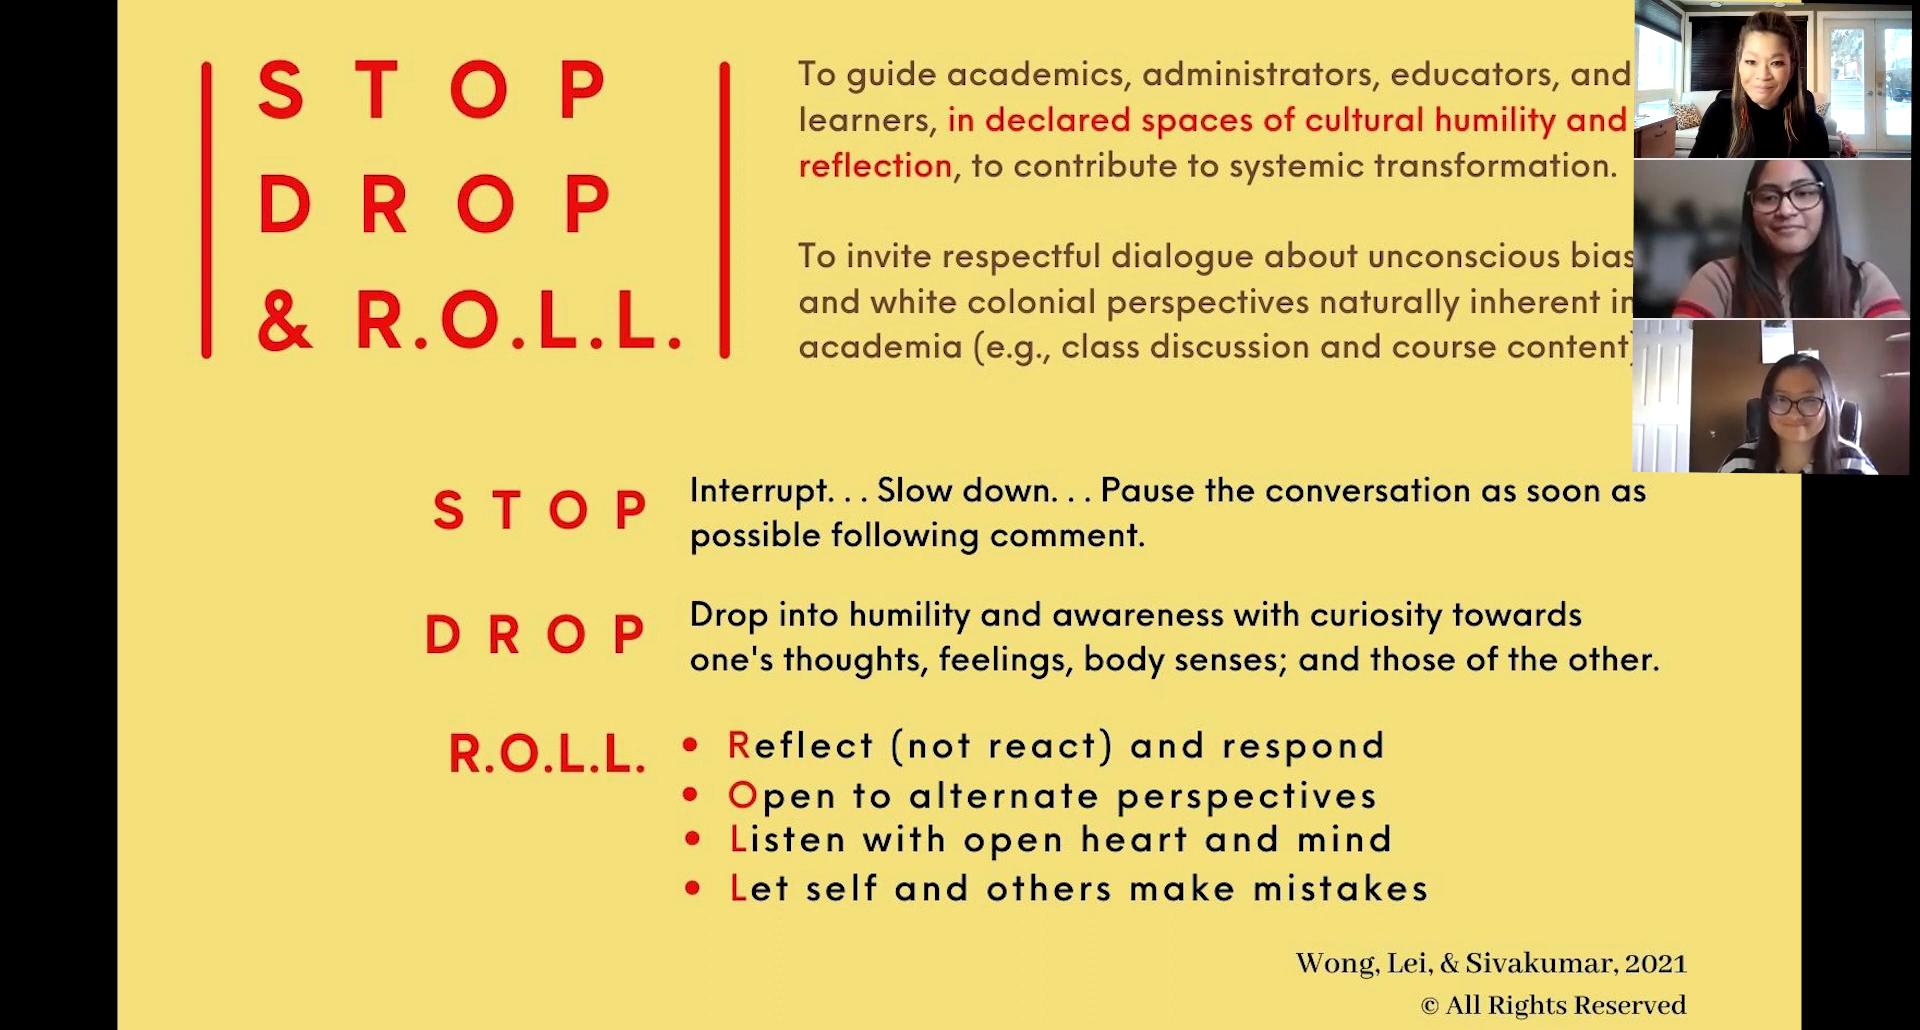 STOP
DROP
& R.O.L.L.
To guide academics, administrators, educators, and
learners, in declared spaces of cultural humility and
reflection, to contribute to systemic transformation.
To invite respectful dialogue about unconscious bias
and white colonial perspectives naturally inherent in
academia (e.g., class discussion and course content)
STOP
Interrupt. . . Slow down. . . Pause the conversation as soon as
possible following comment.
DROP
Drop into humility and awareness with curiosity towards
one's thoughts, feelings, body senses; and those of the other.
R.O.L.L.
• Reflect (not react) and respond
• Open to alternate perspectives
• Listen with open heart and mind
• Let self and others make mistakes
Wong, Lei, & Sivakumar, 2021
© All Rights Reserved